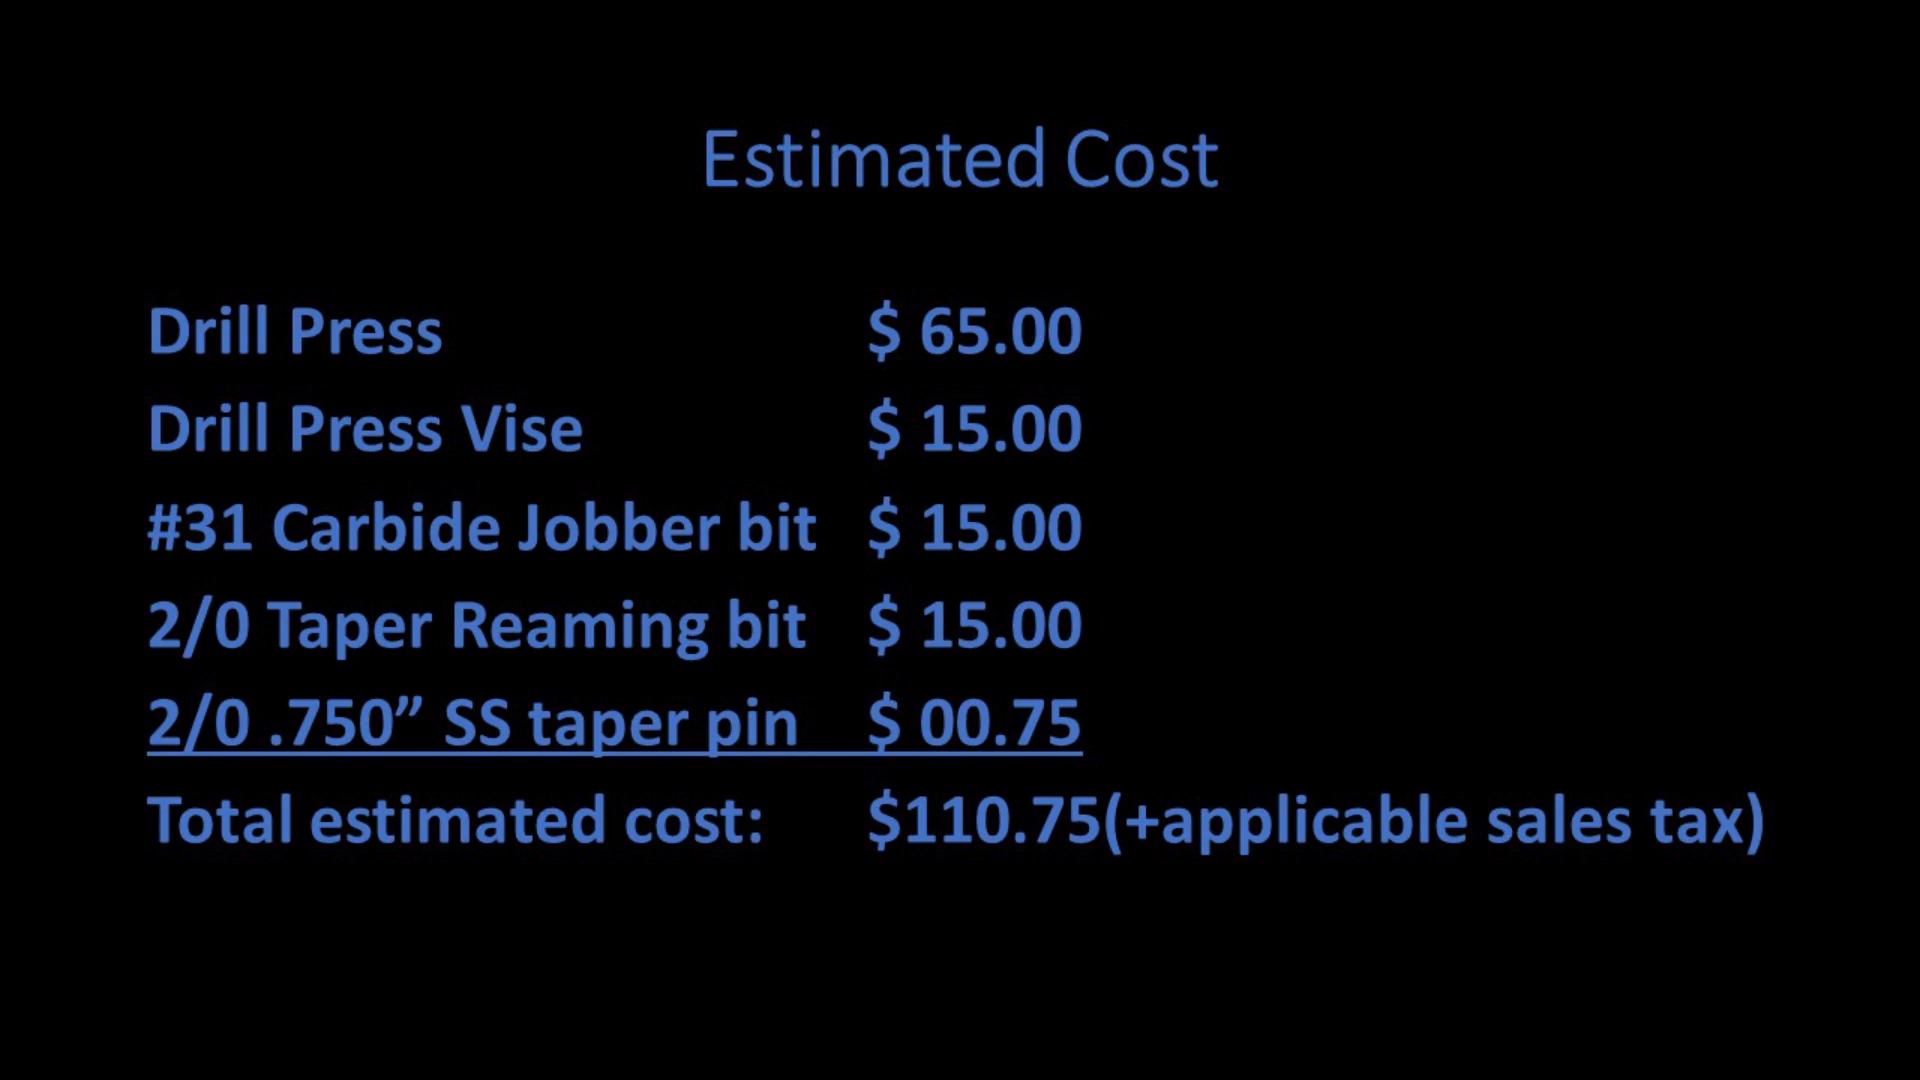 Estimated Cost
Drill Press $ 65.00
Drill Press Vise $ 15.00
#31 Carbide Jobber bit $ 15.00
2/0 Taper Reaming bit $ 15.00
2/0 .750” SS taper pin $ 00.75
Total estimated cost: $110.75(+applicable sales tax)